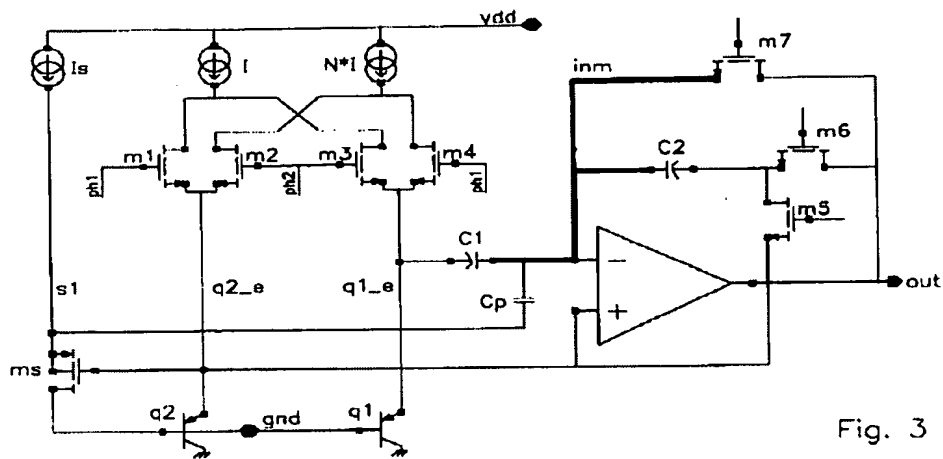 vdd
Is
I
N*I
m7
inm
m6
C2
m1
m2
m3
m4
ph1
ph2
ph1
m5
C1
s1
q2_e
q1_e
Cp
−
+
out
ms
q2
gnd
q1
Fig. 3